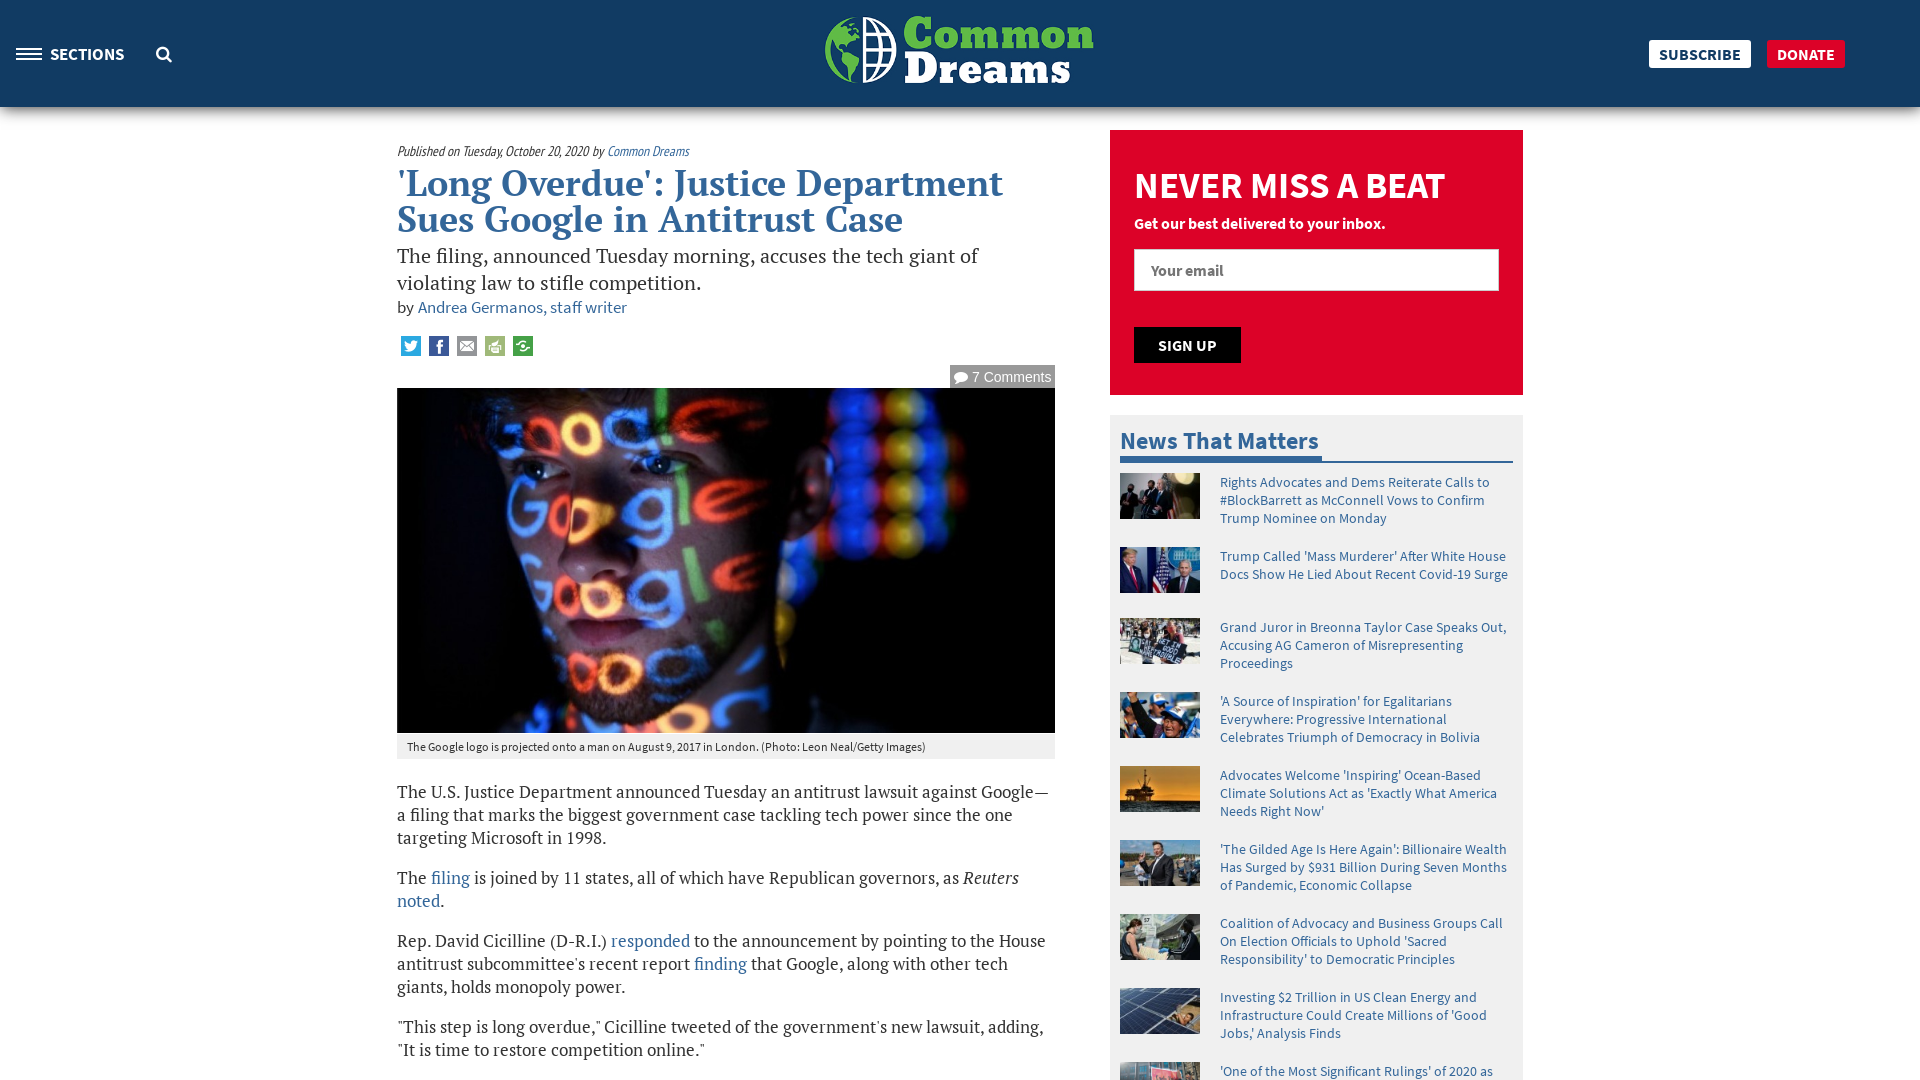 SECTIONS
Common
Dreams
SUBSCRIBE
DONATE
Published on Tuesday, October 20, 2020 by Common Dreams
'Long Overdue': Justice Department
Sues Google in Antitrust Case
The filing, announced Tuesday morning, accuses the tech giant of
violating law to stifle competition.
by Andrea Germanos, staff writer
7 Comments
Google
Google
Google
Google
The Google logo is projected onto a man on August 9, 2017 in London. (Photo: Leon Neal/Getty Images)
The U.S. Justice Department announced Tuesday an antitrust lawsuit against Google—
a filing that marks the biggest government case tackling tech power since the one
targeting Microsoft in 1998.
The filing is joined by 11 states, all of which have Republican governors, as Reuters
noted.
Rep. David Cicilline (D-R.I.) responded to the announcement by pointing to the House
antitrust subcommittee's recent report finding that Google, along with other tech
giants, holds monopoly power.
"This step is long overdue," Cicilline tweeted of the government's new lawsuit, adding,
"It is time to restore competition online."
NEVER MISS A BEAT
Get our best delivered to your inbox.
Your email
SIGN UP
News That Matters
Rights Advocates and Dems Reiterate Calls to
#BlockBarrett as McConnell Vows to Confirm
Trump Nominee on Monday
Trump Called 'Mass Murderer' After White House
Docs Show He Lied About Recent Covid-19 Surge
Grand Juror in Breonna Taylor Case Speaks Out,
Accusing AG Cameron of Misrepresenting
Proceedings
'A Source of Inspiration' for Egalitarians
Everywhere: Progressive International
Celebrates Triumph of Democracy in Bolivia
Advocates Welcome 'Inspiring' Ocean-Based
Climate Solutions Act as 'Exactly What America
Needs Right Now'
'The Gilded Age Is Here Again': Billionaire Wealth
Has Surged by $931 Billion During Seven Months
of Pandemic, Economic Collapse
Coalition of Advocacy and Business Groups Call
On Election Officials to Uphold 'Sacred
Responsibility' to Democratic Principles
Investing $2 Trillion in US Clean Energy and
Infrastructure Could Create Millions of 'Good
Jobs,' Analysis Finds
'One of the Most Significant Rulings' of 2020 as